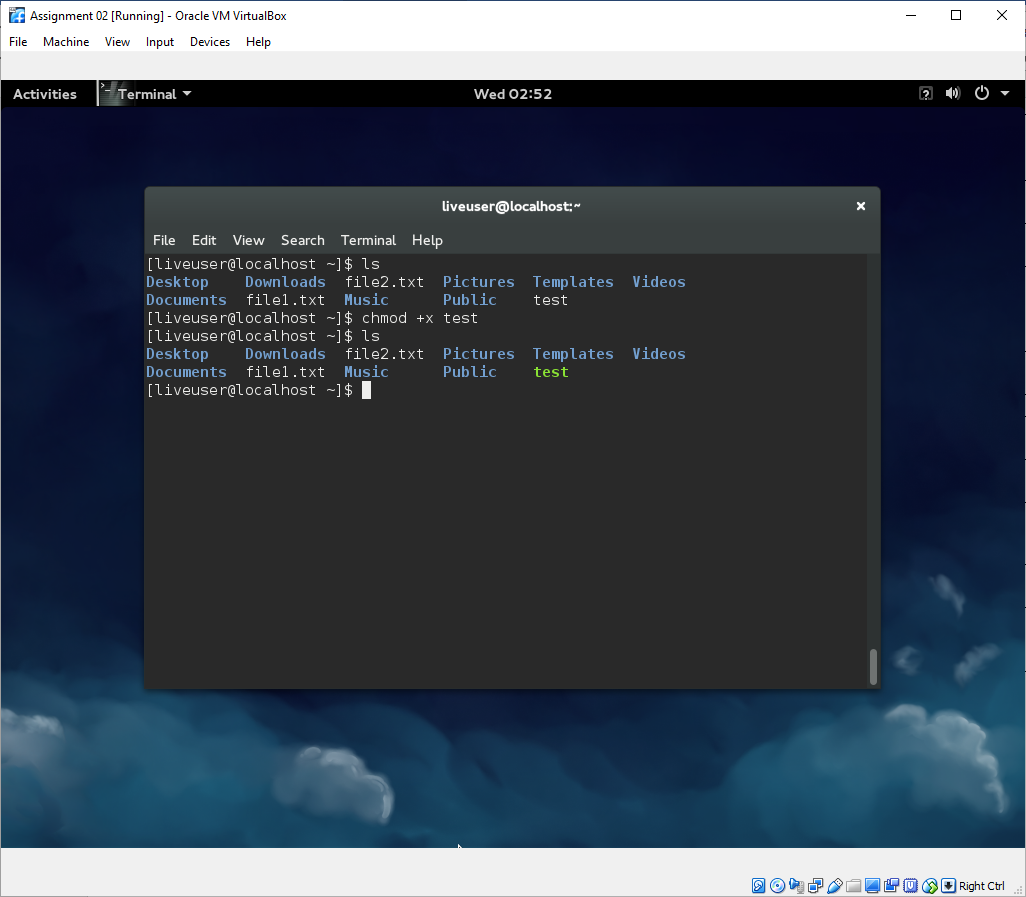 Assignment 02 [Running] - Oracle VM VirtualBox
File Machine View Input Devices Help
Activities >_ Terminal Wed 02:52 ?
liveuser@localhost:~
File Edit View Search Terminal Help
[liveuser@localhost ~]$ ls
Desktop Downloads file2.txt Pictures Templates Videos
Documents file1.txt Music Public test
[liveuser@localhost ~]$ chmod +x test
[liveuser@localhost ~]$ ls
Desktop Downloads file2.txt Pictures Templates Videos
Documents file1.txt Music Public test
[liveuser@localhost ~]$
Right Ctrl